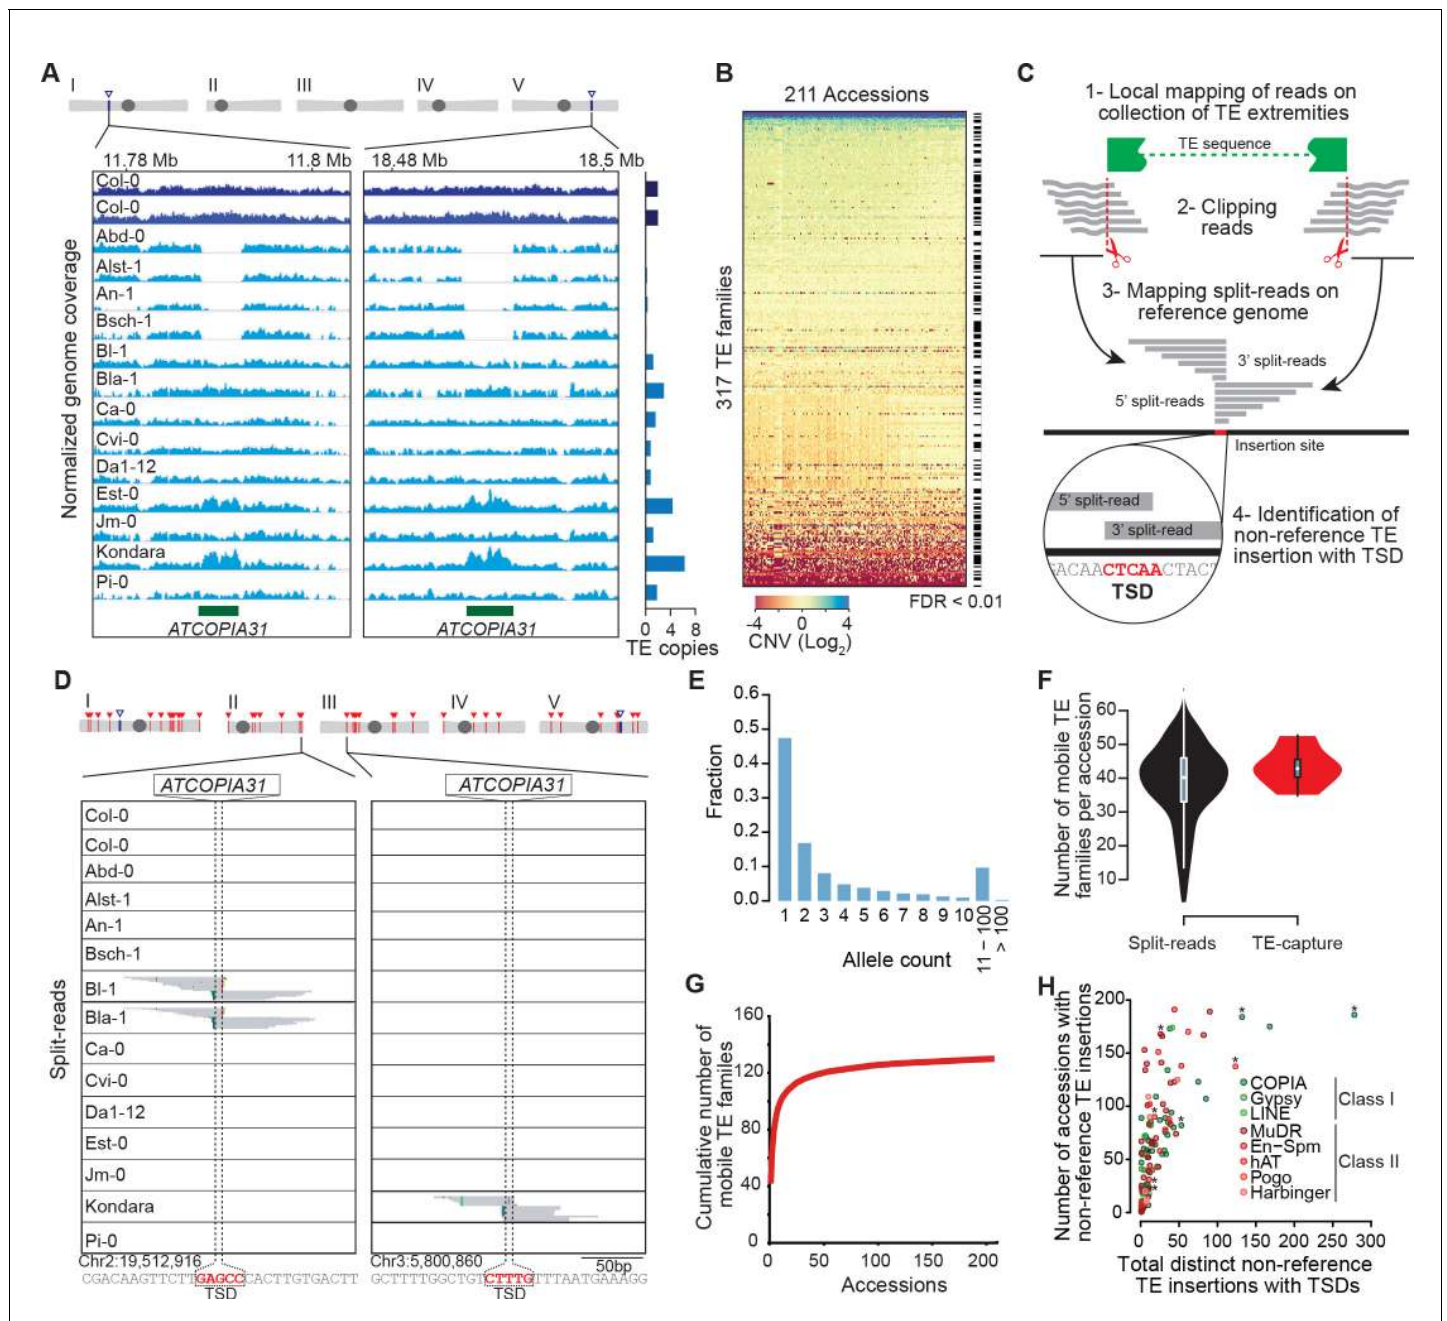 A
I II III IV V
11.78 Mb 11.8 Mb 18.48 Mb 18.5 Mb
Normalized genome coverage
Col-0
Col-0
Abd-0
Alst-1
An-1
Bsch-1
Bl-1
Bla-1
Ca-0
Cvi-0
Da1-12
Est-0
Jm-0
Kondara
Pi-0
ATCOPIA31 ATCOPIA31
0 4 8
TE copies
B
211 Accessions
317 TE families
FDR < 0.01
-4 0 4
CNV (Log2)
C
1- Local mapping of reads on
collection of TE extremities
TE sequence
2- Clipping
reads
3- Mapping split-reads on
reference genome
3' split-reads
5' split-reads
Insertion site
5' split-read
3' split-read
4- Identification of
non-reference TE
insertion with TSD
GACAACTCAACTACT
TSD
D
I II III IV V
ATCOPIA31 ATCOPIA31
Split-reads
Col-0
Col-0
Abd-0
Alst-1
An-1
Bsch-1
Bl-1
Bla-1
Ca-0
Cvi-0
Da1-12
Est-0
Jm-0
Kondara
Pi-0
Chr2:19,512,916 Chr3:5,800,860 50bp
CGACAAGTTCTTGAGCCCACTTGTGACTT GCTTTTGGCTGTCTTTGTTTAATGAAAGG
TSD TSD
E
Fraction
0.6
0.5
0.4
0.3
0.2
0.1
0.0
1 2 3 4 5 6 7 8 9 10 11 – 100 > 100
Allele count
F
Number of mobile TE
families per accession
60
50
40
30
20
10
Split-reads TE-capture
G
Cumulative number of
mobile TE familes
160
120
80
40
0
0 50 100 150 200
Accessions
H
Number of accessions with
non-reference TE insertions
200
150
100
50
0
COPIA
Gypsy
LINE
Class I
MuDR
En−Spm
hAT
Pogo
Harbinger
Class II
0 50 100 150 200 250 300
Total distinct non-reference
TE insertions with TSDs